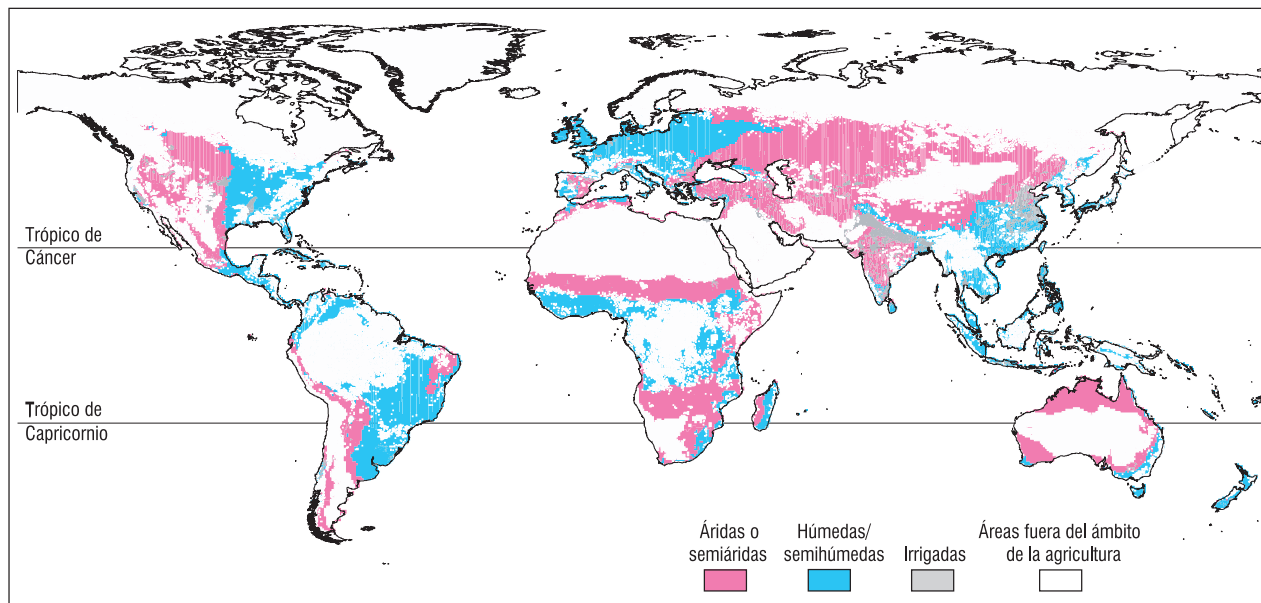 Trópico de
Cáncer
Trópico de
Capricornio
Áridas o
semiáridas
Húmedas/
semihúmedas
Irrigadas
Áreas fuera del ámbito
de la agricultura